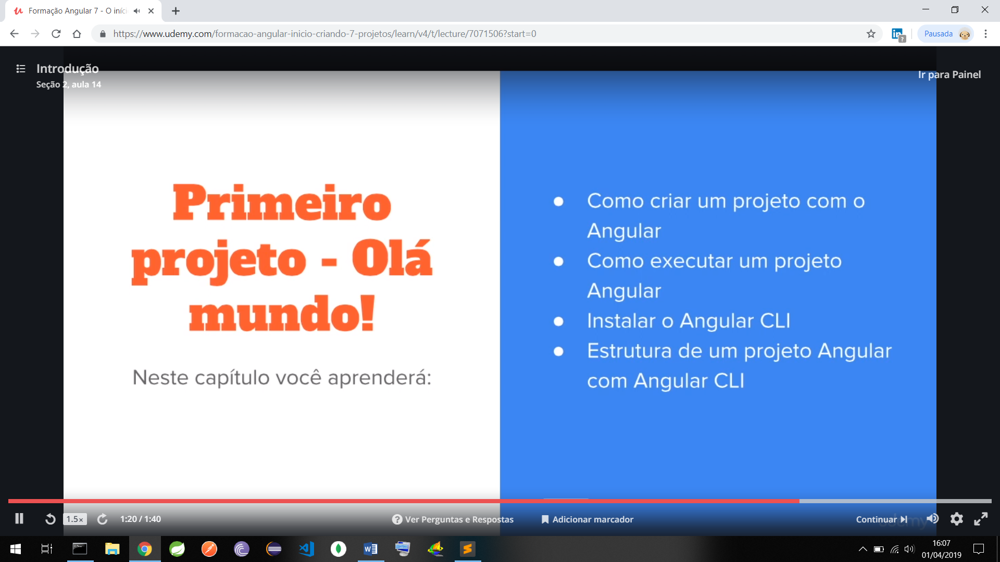 Formação Angular 7 - O iníc
https://www.udemy.com/formacao-angular-inicio-criando-7-projetos/learn/v4/t/lecture/7071506?start=0
Pausada
Introdução
Seção 2, aula 14
Ir para Painel
Primeiro
projeto - Olá
mundo!
Neste capítulo você aprenderá:
● Como criar um projeto com o
Angular
● Como executar um projeto
Angular
● Instalar o Angular CLI
● Estrutura de um projeto Angular
com Angular CLI
1.5×
1:20 / 1:40
Ver Perguntas e Respostas
Adicionar marcador
Continuar
udemy
16:07
01/04/2019